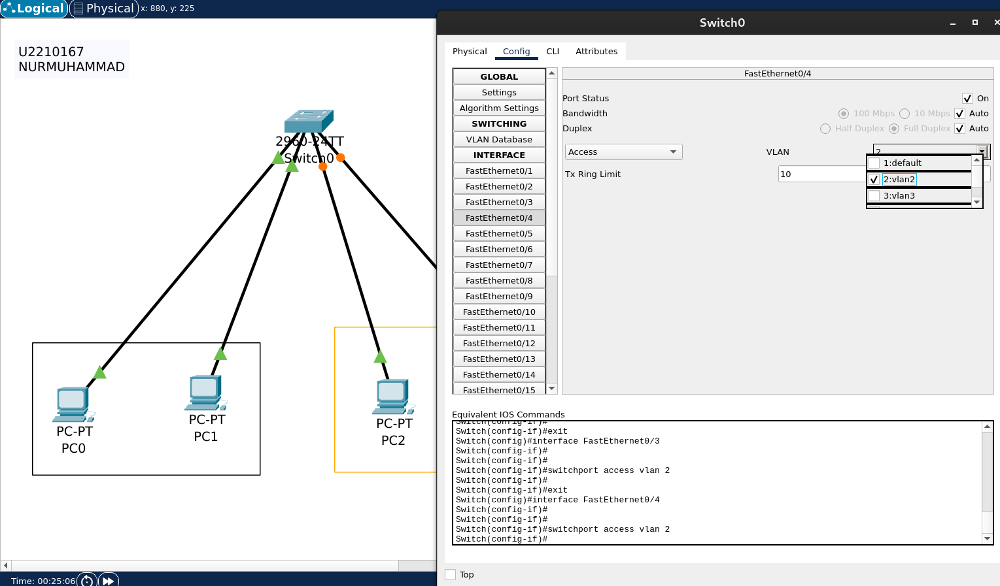 Logical
Physical
x: 880, y: 225
U2210167
NURMUHAMMAD
2960-24TT
Switch0
PC-PT
PC0
PC-PT
PC1
PC-PT
PC2
Time: 00:25:06
Switch0
Physical
Config
CLI
Attributes
GLOBAL
Settings
Algorithm Settings
SWITCHING
VLAN Database
INTERFACE
FastEthernet0/1
FastEthernet0/2
FastEthernet0/3
FastEthernet0/4
FastEthernet0/5
FastEthernet0/6
FastEthernet0/7
FastEthernet0/8
FastEthernet0/9
FastEthernet0/10
FastEthernet0/11
FastEthernet0/12
FastEthernet0/13
FastEthernet0/14
FastEthernet0/15
FastEthernet0/4
Port Status
On
Bandwidth
100 Mbps
10 Mbps
Auto
Duplex
Half Duplex
Full Duplex
Auto
Access
VLAN
2
1:default
2:vlan2
3:vlan3
Tx Ring Limit
10
Equivalent IOS Commands
Switch(config-if)#
Switch(config-if)#exit
Switch(config)#interface FastEthernet0/3
Switch(config-if)#
Switch(config-if)#
Switch(config-if)#switchport access vlan 2
Switch(config-if)#
Switch(config-if)#exit
Switch(config)#interface FastEthernet0/4
Switch(config-if)#
Switch(config-if)#
Switch(config-if)#switchport access vlan 2
Switch(config-if)#
Top